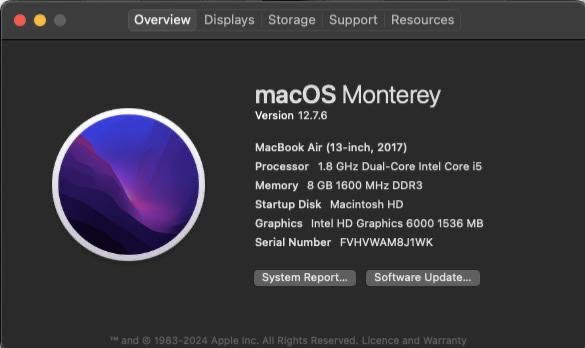 Overview Displays Storage Support Resources
macOS Monterey
Version 12.7.6
MacBook Air (13-inch, 2017)
Processor 1.8 GHz Dual-Core Intel Core i5
Memory 8 GB 1600 MHz DDR3
Startup Disk Macintosh HD
Graphics Intel HD Graphics 6000 1536 MB
Serial Number FVHVWAM8J1WK
System Report... Software Update...
™ and © 1983-2024 Apple Inc. All Rights Reserved. Licence and Warranty